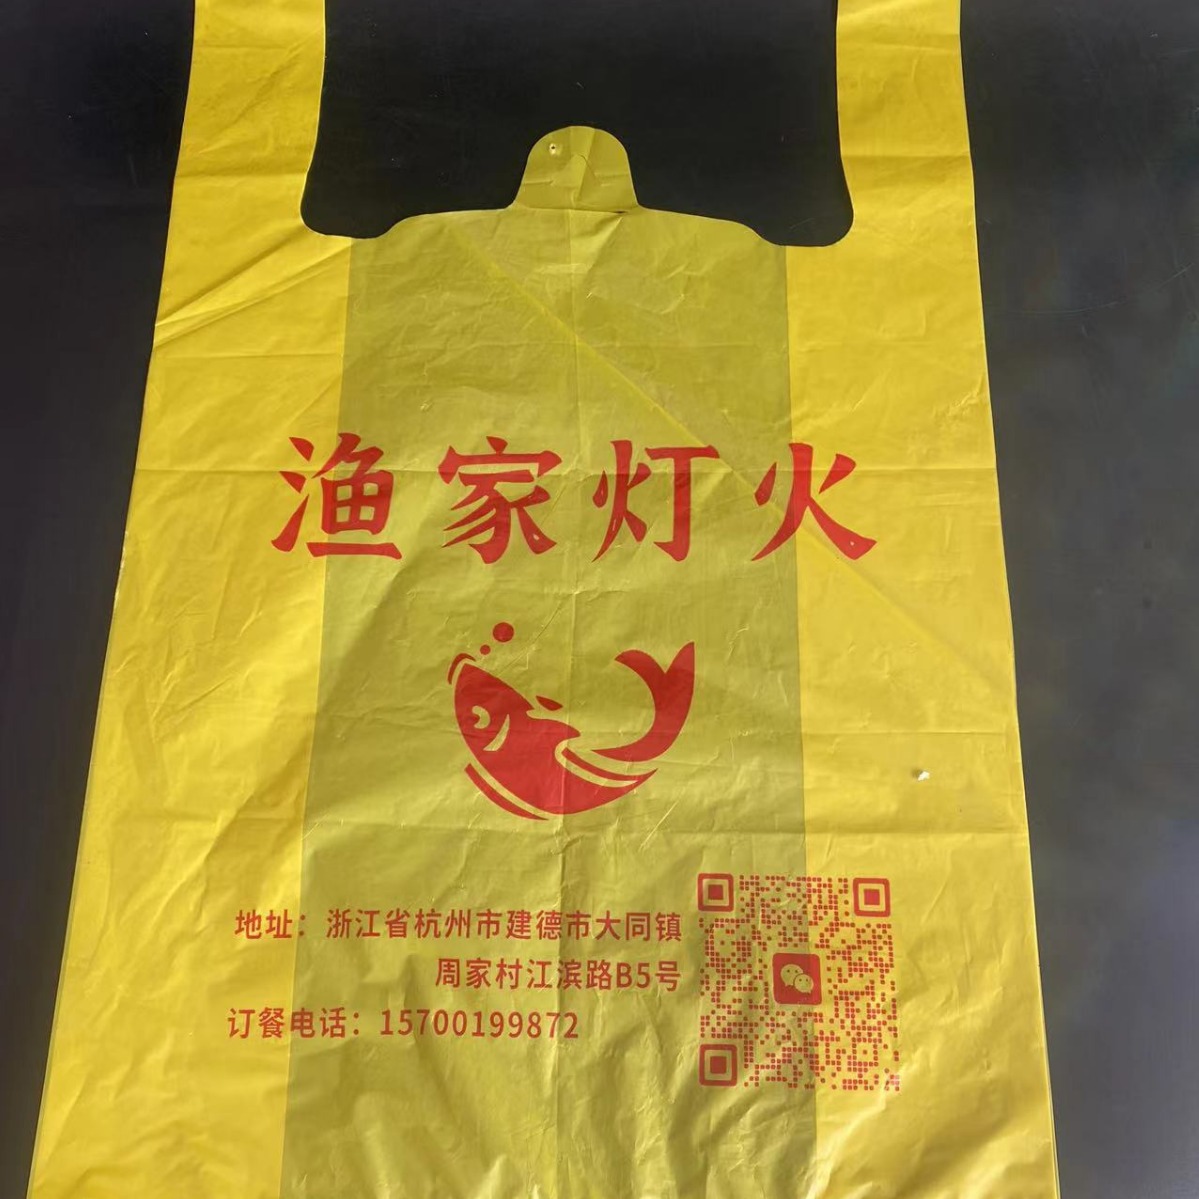 渔家灯火
地址：浙江省杭州市建德市大同镇
周家村江滨路B5号
订餐电话：15700199872